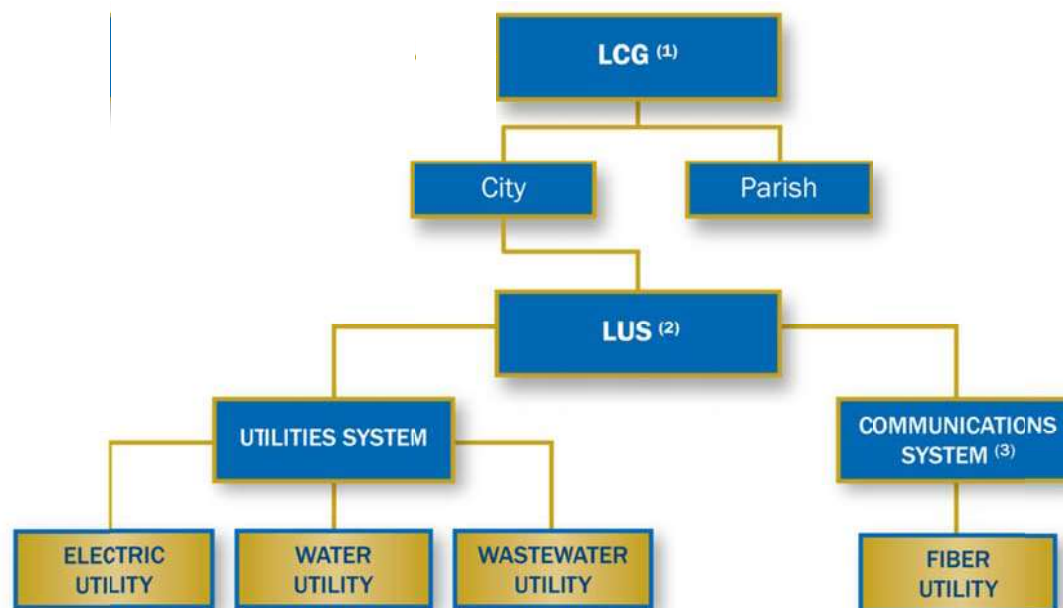 LCG (1)
City
Parish
LUS (2)
UTILITIES SYSTEM
COMMUNICATIONS
SYSTEM (3)
ELECTRIC
UTILITY
WATER
UTILITY
WASTEWATER
UTILITY
FIBER
UTILITY